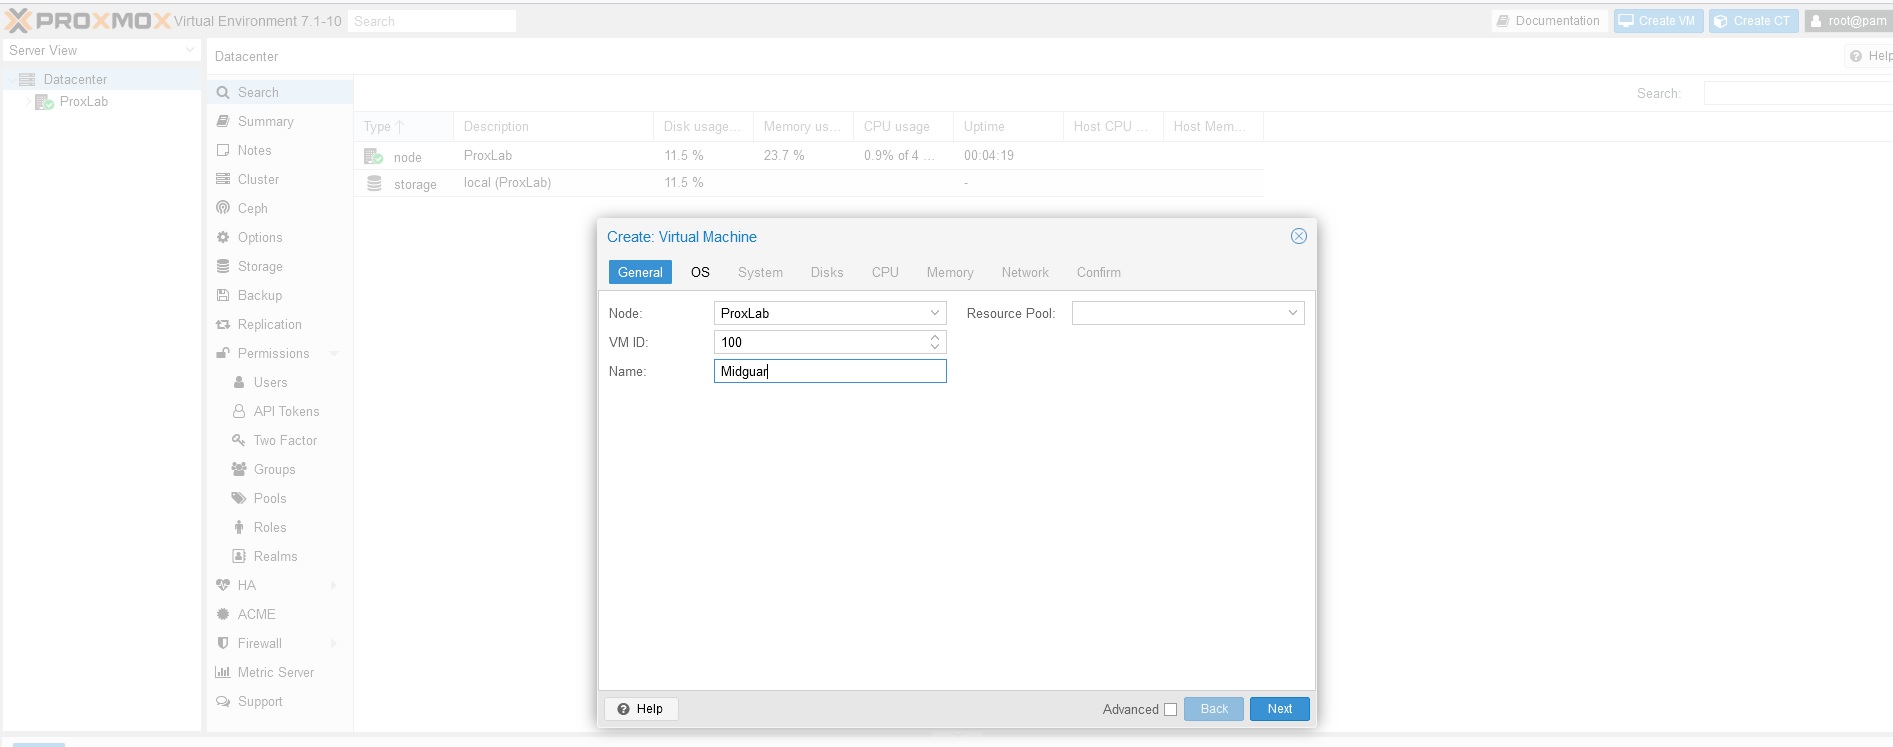 PROXMOX Virtual Environment 7.1-10 Search Documentation Create VM Create CT root@pam
Server View
Datacenter
ProxLab
Datacenter Help
Search
Summary
Notes
Cluster
Ceph
Options
Storage
Backup
Replication
Permissions
Users
API Tokens
Two Factor
Groups
Pools
Roles
Realms
HA
ACME
Firewall
Metric Server
Support
Search:
Type Description Disk usage... Memory us... CPU usage Uptime Host CPU ... Host Mem...
node ProxLab 11.5 % 23.7 % 0.9% of 4 ... 00:04:19
storage local (ProxLab) 11.5 % -
Create: Virtual Machine
General OS System Disks CPU Memory Network Confirm
Node: ProxLab Resource Pool:
VM ID: 100
Name: Midguar
Help Advanced Back Next